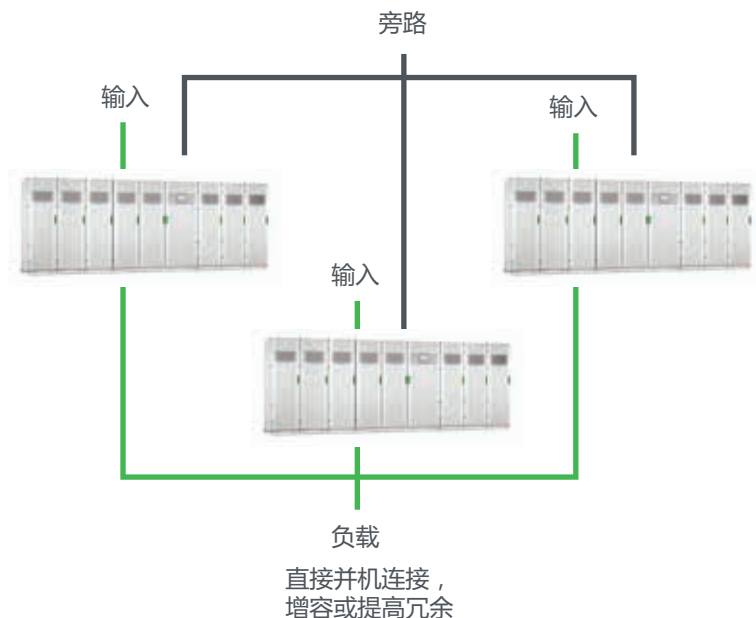 旁路
输入
输入
输入
负载
直接并机连接，
增容或提高冗余